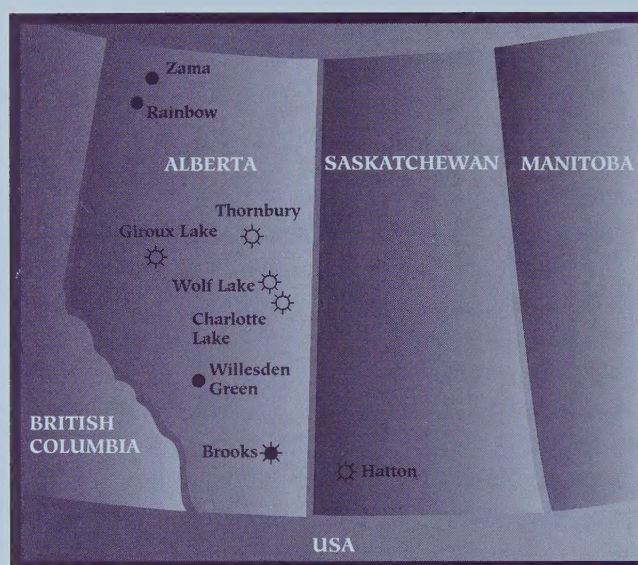 Zama
Rainbow
ALBERTA
SASKATCHEWAN
MANITOBA
Thornbury
Giroux Lake
Wolf Lake
Charlotte
Lake
Willesden
Green
BRITISH
COLUMBIA
Brooks
Hatton
USA